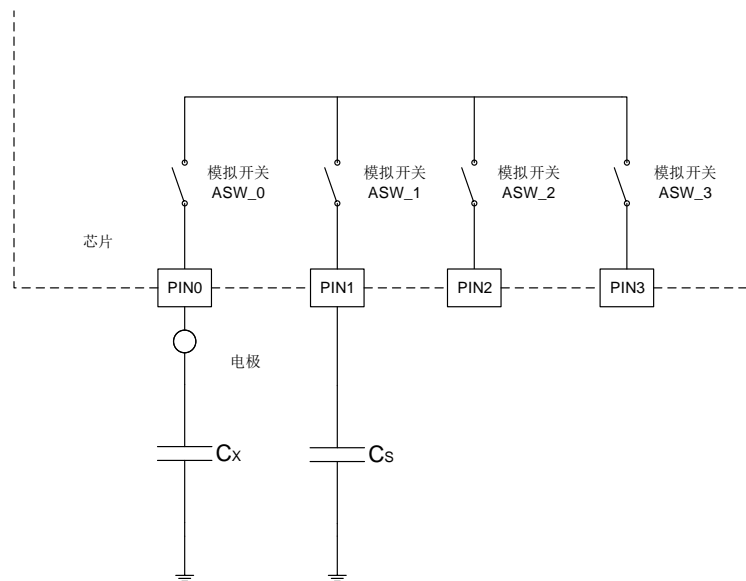 模拟开关
ASW_0
模拟开关
ASW_1
模拟开关
ASW_2
模拟开关
ASW_3
芯片
PIN0
PIN1
PIN2
PIN3
电极
Cx
Cs